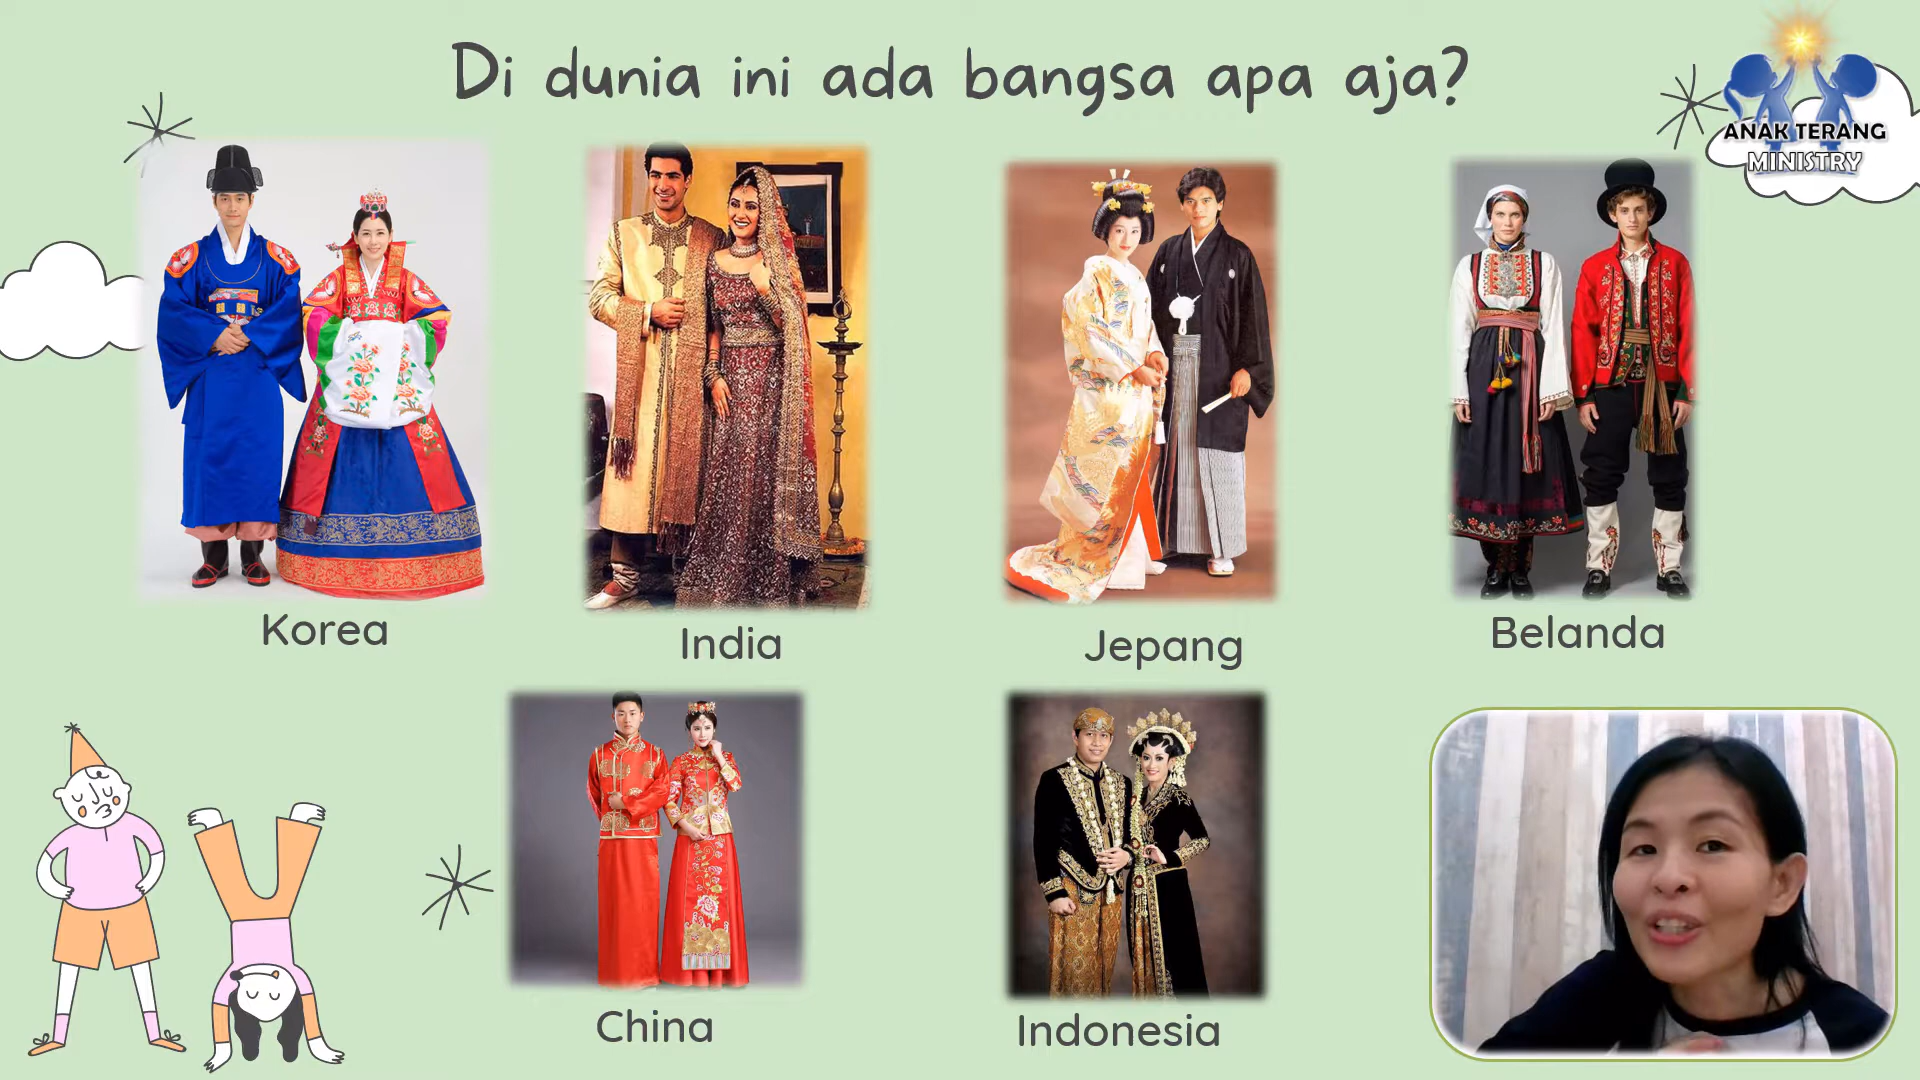 Di dunia ini ada bangsa apa aja?
ANAK TERANG
MINISTRY
Korea
India
Jepang
Belanda
China
Indonesia